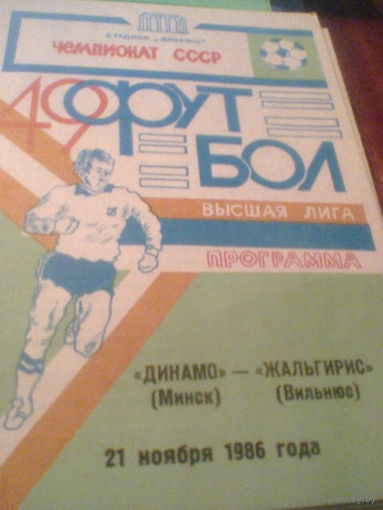 СТАДИОН „ДИНАМО"
ЧЕМПИОНАТ СССР
49
ФУТ
БОЛ
ВЫСШАЯ ЛИГА
ПРОГРАММА
«ДИНАМО» — «ЖАЛЬГИРИС»
(Минск) (Вильнюс)
21 ноября 1986 года